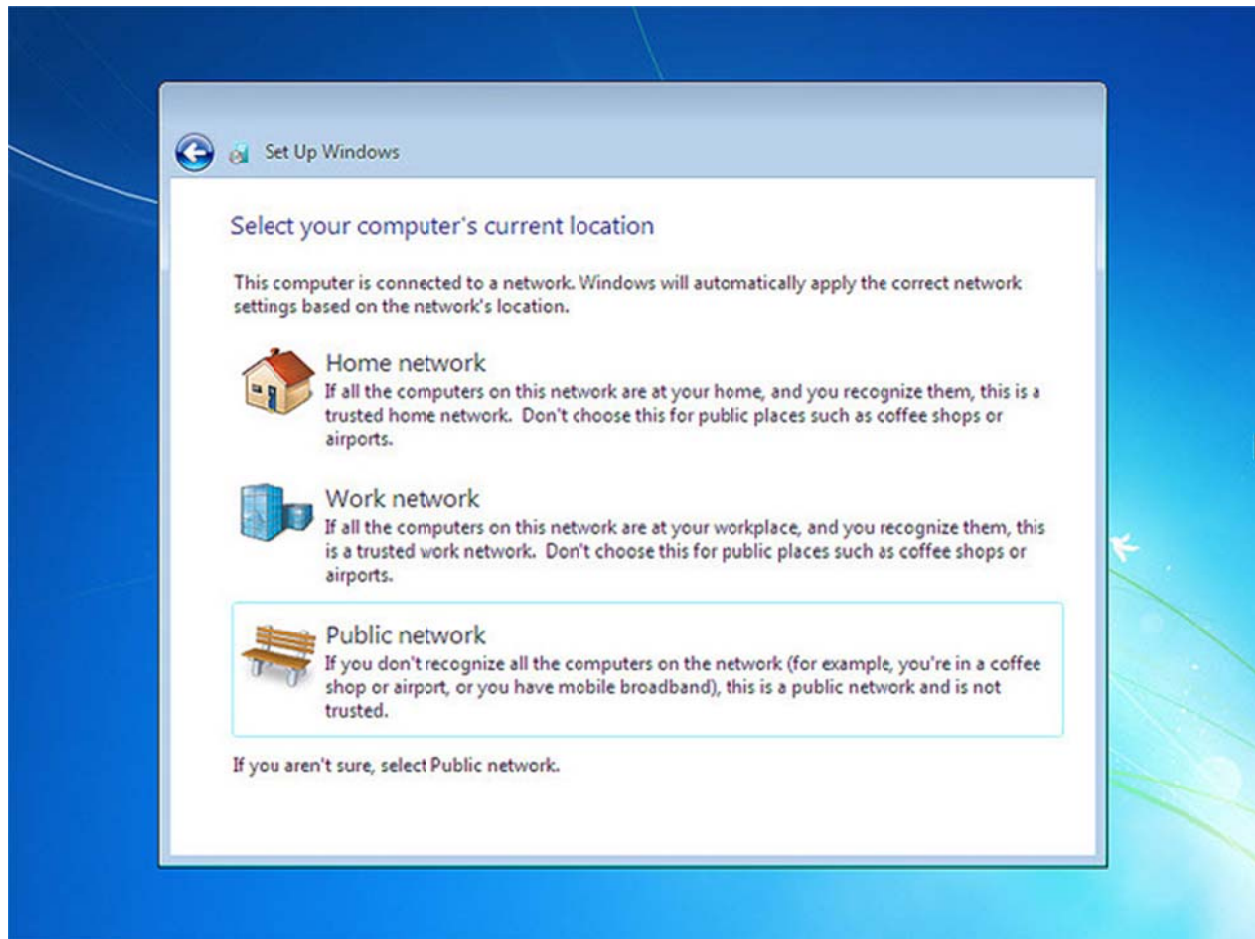 Set Up Windows
Select your computer's current location
This computer is connected to a network. Windows will automatically apply the correct network
settings based on the network's location.
Home network
If all the computers on this network are at your home, and you recognize them, this is a
trusted home network.  Don't choose this for public places such as coffee shops or
airports.
Work network
If all the computers on this network are at your workplace, and you recognize them, this
is a trusted work network.  Don't choose this for public places such as coffee shops or
airports.
Public network
If you don't recognize all the computers on the network (for example, you're in a coffee
shop or airport, or you have mobile broadband), this is a public network and is not
trusted.
If you aren't sure, select Public network.